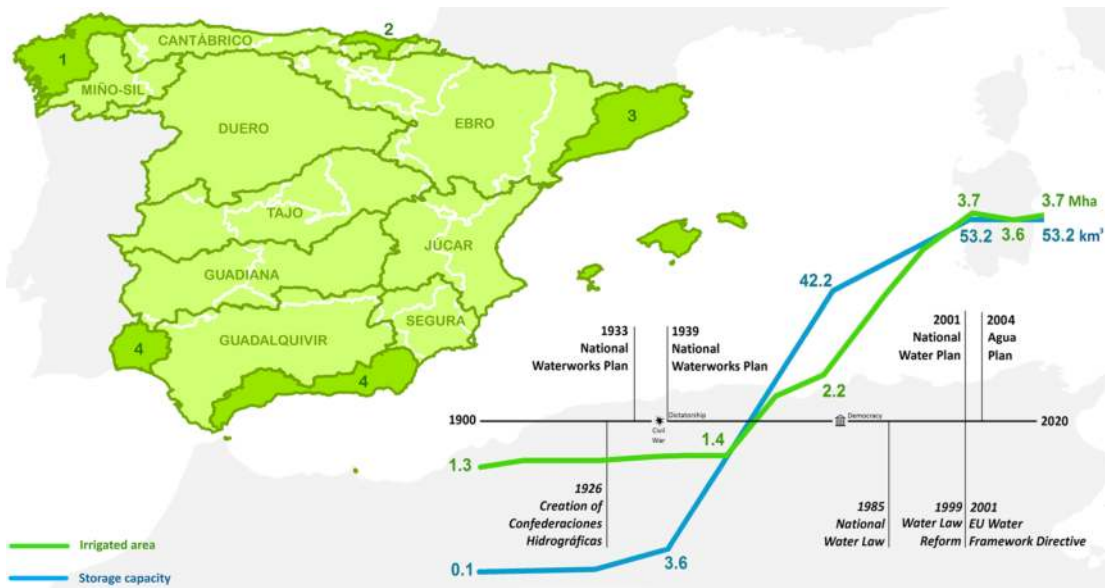 1
CANTÁBRICO
2
MIÑO-SIL
DUERO
EBRO
3
TAJO
JÚCAR
GUADIANA
SEGURA
4
GUADALQUIVIR
4
3.7
3.7 Mha
53.2
3.6
53.2 km³
42.2
2.2
1.4
1.3
0.1
3.6
1933
National
Waterworks Plan
1939
National
Waterworks Plan
2001
National
Water Plan
2004
Agua
Plan
1900
Civil
War
Dictatorship
Democracy
2020
1926
Creation of
Confederaciones
Hidrográficas
1985
National
Water Law
1999
Water Law
Reform
2001
EU Water
Framework Directive
Irrigated area
Storage capacity